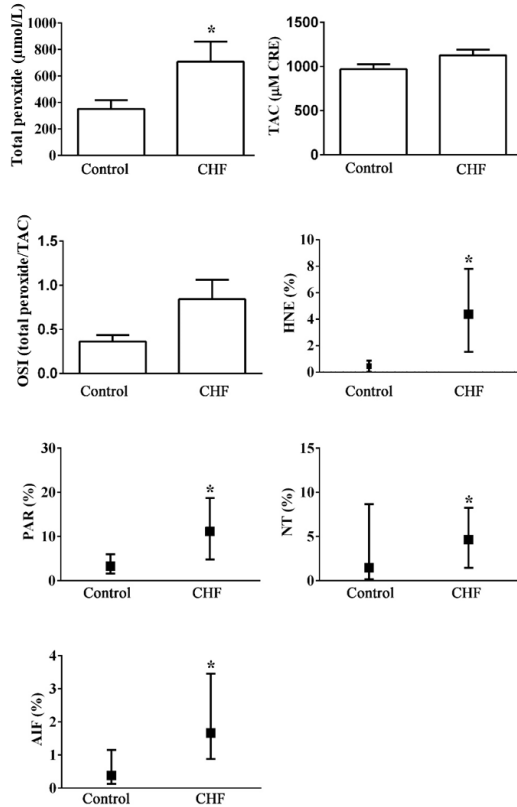 Total peroxide (μmol/L)
1000
800
600
400
200
0
*
Control
CHF
TAC (μM CRE)
1500
1000
500
0
Control
CHF
OSI (total peroxide/TAC)
1.5
1.0
0.5
0.0
Control
CHF
HNE (%)
10
8
6
4
2
0
*
Control
CHF
PAR (%)
30
20
10
0
*
Control
CHF
NT (%)
15
10
5
0
*
Control
CHF
AIF (%)
4
3
2
1
0
*
Control
CHF